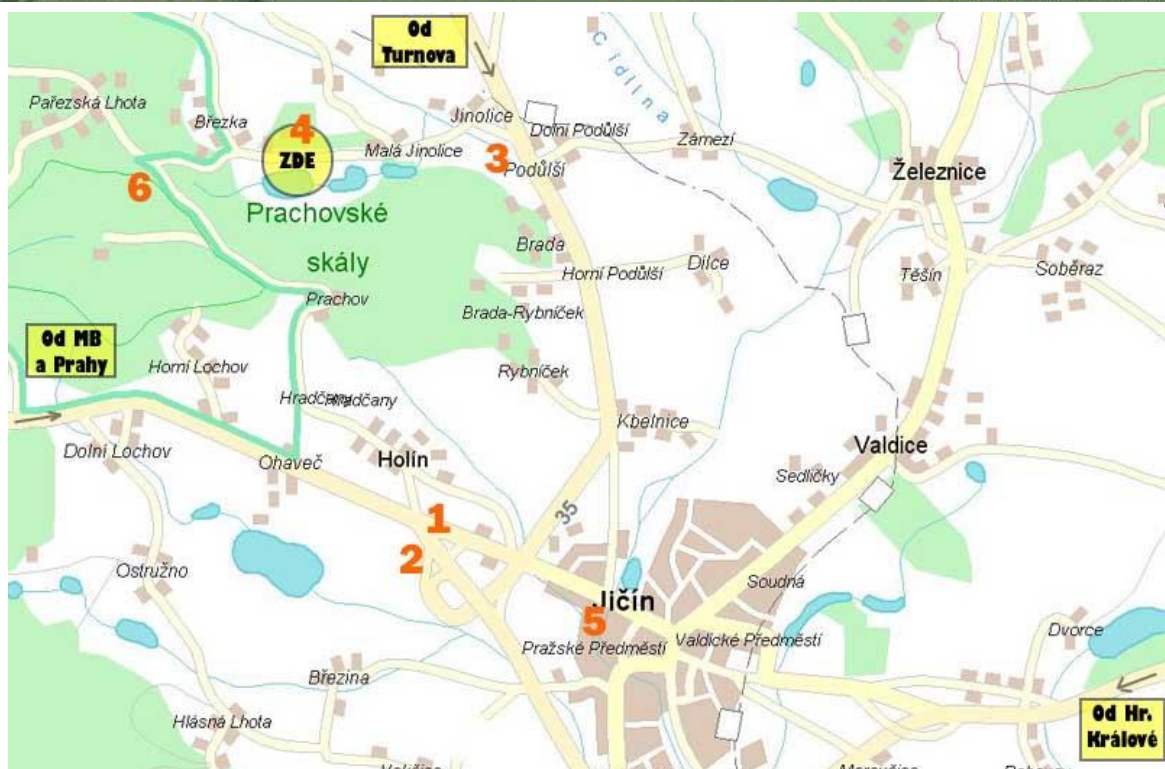 Od
Turnova
Cidlina
Pařezská Lhota
Březka
4
ZDE
Jinolice
Malá Jinolice
Dolní Podůlší
3
Podůlší
Zámezí
Železnice
6
Prachovské
skály
Brada
Horní Podůlší
Dílce
Těšín
Soběraz
Prachov
Brada-Rybníček
Od MB
a Prahy
Horní Lochov
Rybníček
Hradčany
Hradčany
Kbelnice
Dolní Lochov
Ohaveč
Holín
Valdice
Sedličky
1
35
2
Ostružno
Jičín
5
Soudná
Pražské Předměstí
Valdické Předměstí
Dvorce
Březina
Hlásná Lhota
Od Hr.
Králové